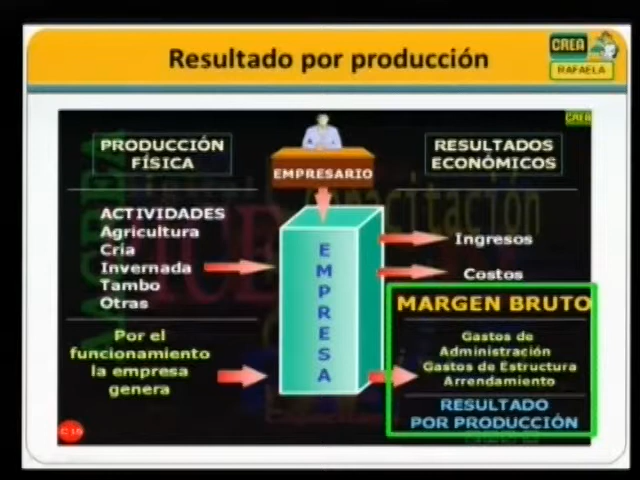 Resultado por producción
CREA
RAFAELA
CREA
PRODUCCIÓN
FÍSICA
EMPRESARIO
RESULTADOS
ECONÓMICOS
ACTIVIDADES
Agricultura
Cría
Invernada
Tambo
Otras
EMPRESA
Ingresos
Costos
MARGEN BRUTO
Por el
funcionamiento
la empresa
genera
Gastos de
Administración
Gastos de Estructura
Arrendamiento
RESULTADO
POR PRODUCCIÓN